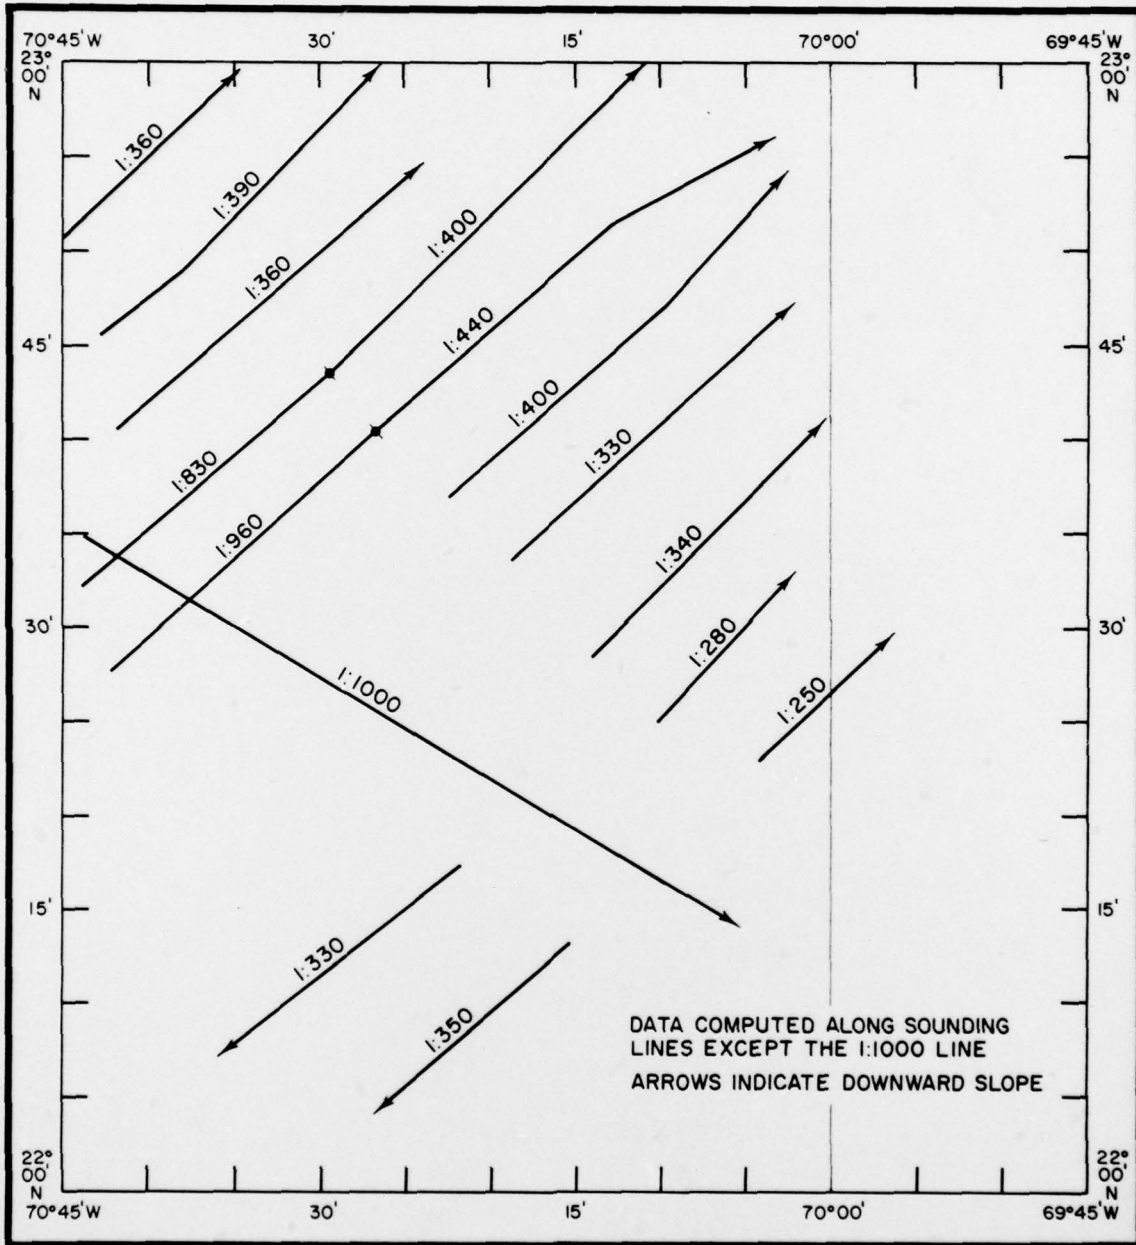 70°45'W 30' 15' 70°00' 69°45'W
23° 00' N
23° 00' N
1:360
1:390
1:400
1:360
1:440
45'
45'
1:400
1:330
1:830
1:960
1:340
30'
30'
1:280
1:250
1:1000
15'
15'
1:330
1:350
DATA COMPUTED ALONG SOUNDING
LINES EXCEPT THE 1:1000 LINE
ARROWS INDICATE DOWNWARD SLOPE
22° 00' N
22° 00' N
70°45'W 30' 15' 70°00' 69°45'W